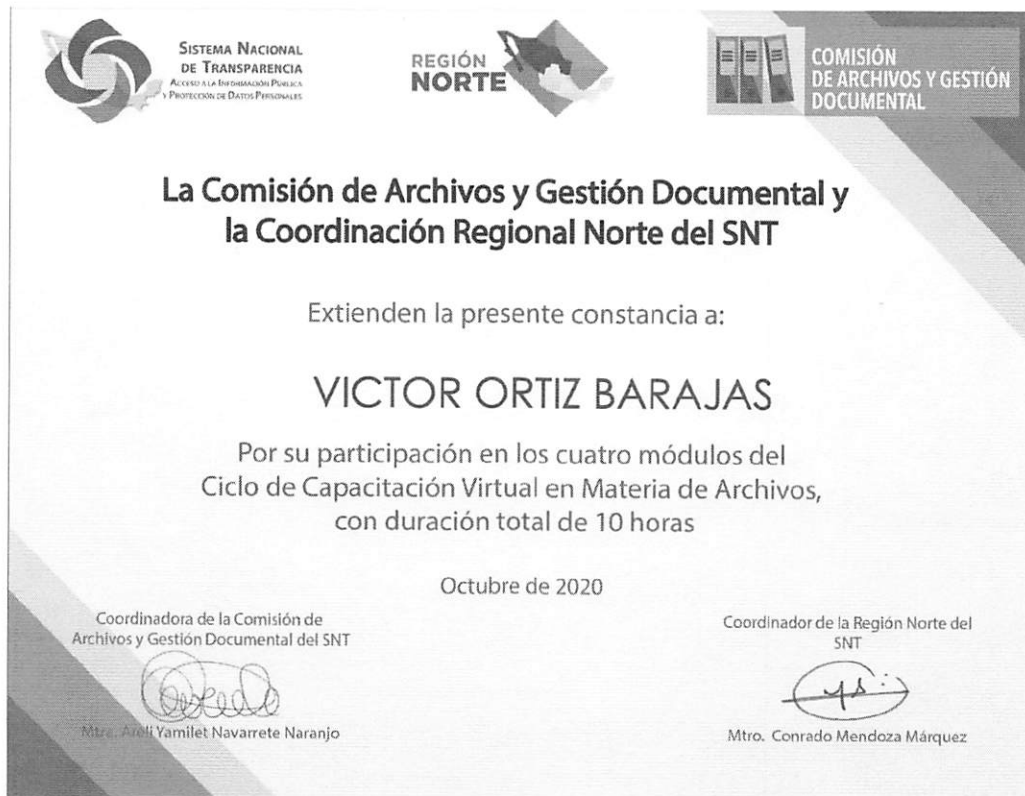 SISTEMA NACIONAL
DE TRANSPARENCIA
ACCESO A LA INFORMACIÓN PÚBLICA
Y PROTECCIÓN DE DATOS PERSONALES
REGIÓN
NORTE
COMISIÓN
DE ARCHIVOS Y GESTIÓN
DOCUMENTAL
La Comisión de Archivos y Gestión Documental y
la Coordinación Regional Norte del SNT
Extienden la presente constancia a:
VICTOR ORTIZ BARAJAS
Por su participación en los cuatro módulos del
Ciclo de Capacitación Virtual en Materia de Archivos,
con duración total de 10 horas
Octubre de 2020
Coordinadora de la Comisión de
Archivos y Gestión Documental del SNT
Mtra. Areli Yamilet Navarrete Naranjo
Coordinador de la Región Norte del
SNT
Mtro. Conrado Mendoza Márquez